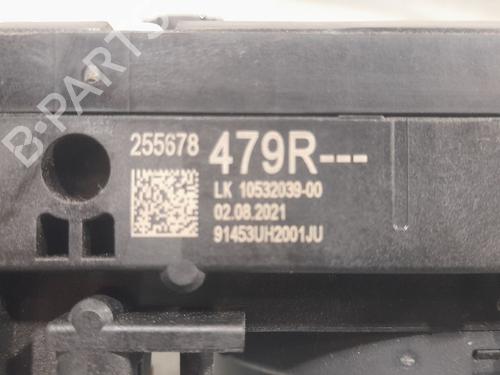 B-PARTS
255678 479R---
LK 10532039-00
02.08.2021
91453UH2001JU